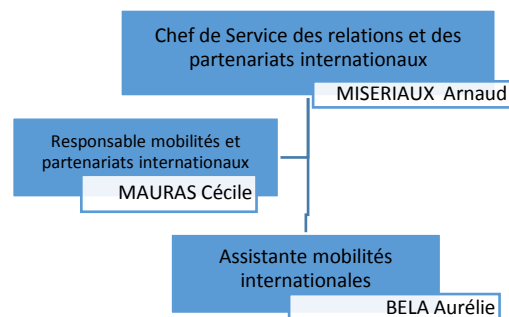 Chef de Service des relations et des
partenariats internationaux
MISERIAUX Arnaud
Responsable mobilités et
partenariats internationaux
MAURAS Cécile
Assistante mobilités
internationales
BELA Aurélie